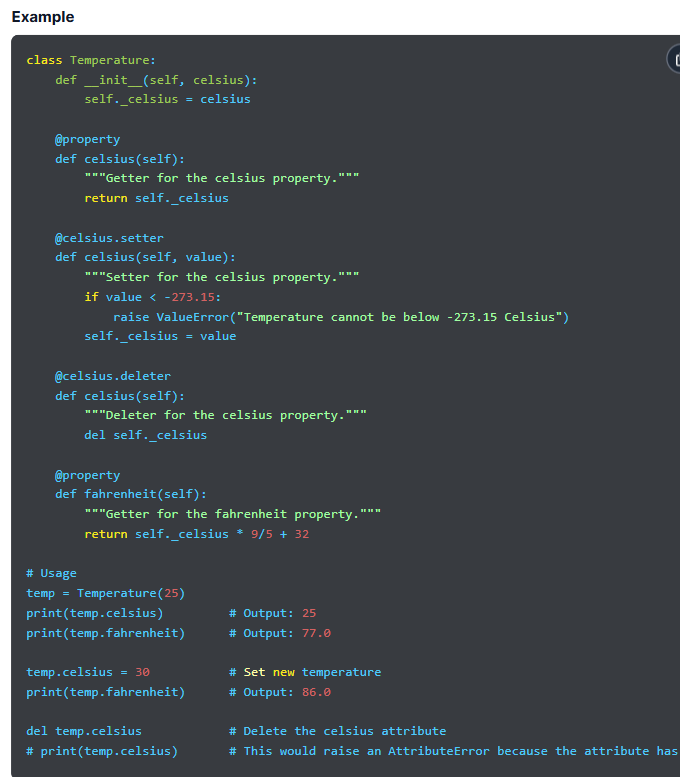 Example
class Temperature:
    def __init__(self, celsius):
        self._celsius = celsius

    @property
    def celsius(self):
        """Getter for the celsius property."""
        return self._celsius

    @celsius.setter
    def celsius(self, value):
        """Setter for the celsius property."""
        if value < -273.15:
            raise ValueError("Temperature cannot be below -273.15 Celsius")
        self._celsius = value

    @celsius.deleter
    def celsius(self):
        """Deleter for the celsius property."""
        del self._celsius

    @property
    def fahrenheit(self):
        """Getter for the fahrenheit property."""
        return self._celsius * 9/5 + 32

# Usage
temp = Temperature(25)
print(temp.celsius)         # Output: 25
print(temp.fahrenheit)      # Output: 77.0

temp.celsius = 30           # Set new temperature
print(temp.fahrenheit)      # Output: 86.0

del temp.celsius            # Delete the celsius attribute
# print(temp.celsius)       # This would raise an AttributeError because the attribute has